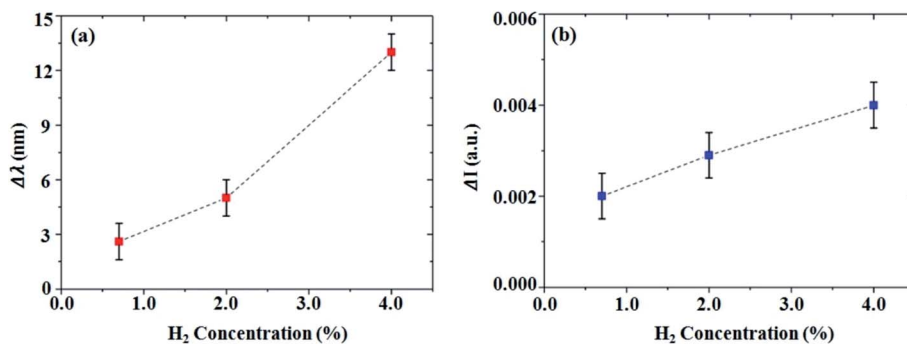 (a)
15
12
9
6
3
0
Δλ (nm)
0.0 1.0 2.0 3.0 4.0
H₂ Concentration (%)
(b)
0.006
0.004
0.002
0.000
ΔI (a.u.)
0.0 1.0 2.0 3.0 4.0
H₂ Concentration (%)